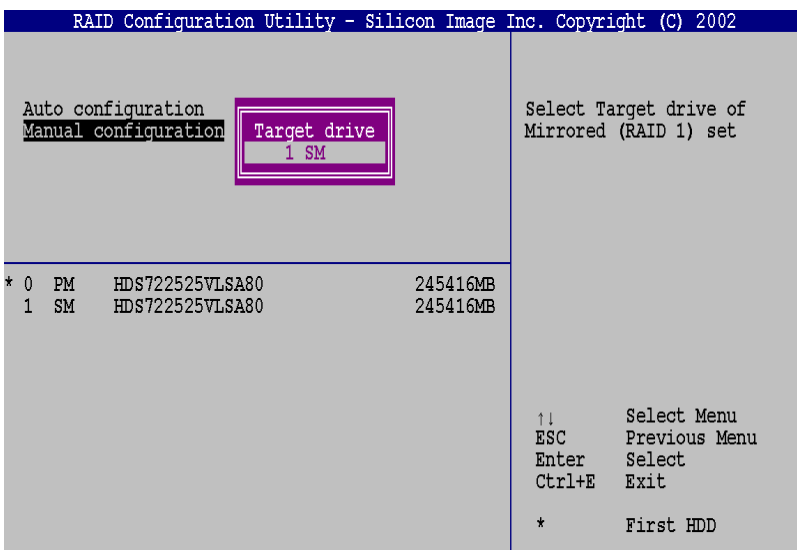 RAID Configuration Utility - Silicon Image Inc. Copyright (C) 2002
Auto configuration
Manual configuration
Target drive
1 SM
Select Target drive of
Mirrored (RAID 1) set
* 0 PM HDS722525VLSA80 245416MB
1 SM HDS722525VLSA80 245416MB
↑↓ Select Menu
ESC Previous Menu
Enter Select
Ctrl+E Exit
* First HDD